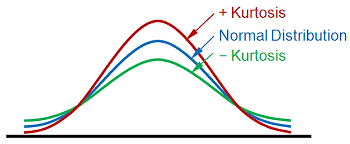 + Kurtosis
Normal Distribution
− Kurtosis